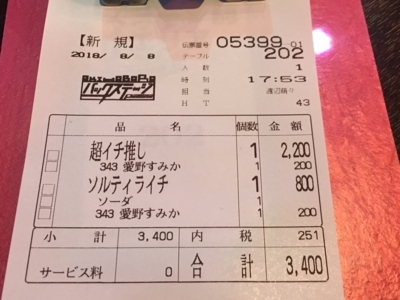 【新 規】 伝票番号 05399 01
2018/ 8/ 8 テーブル 202
人 数 1
時 刻 17:53
バックステージ 担 当
H T 43
品 名 個数 金 額
超イチ推し 1 2,200
343 愛野すみか 1 200
ソルティライチ 1 800
ソーダ 1
343 愛野すみか 1 200
小 計 3,400 内 税 251
サービス料 0 合 計 3,400